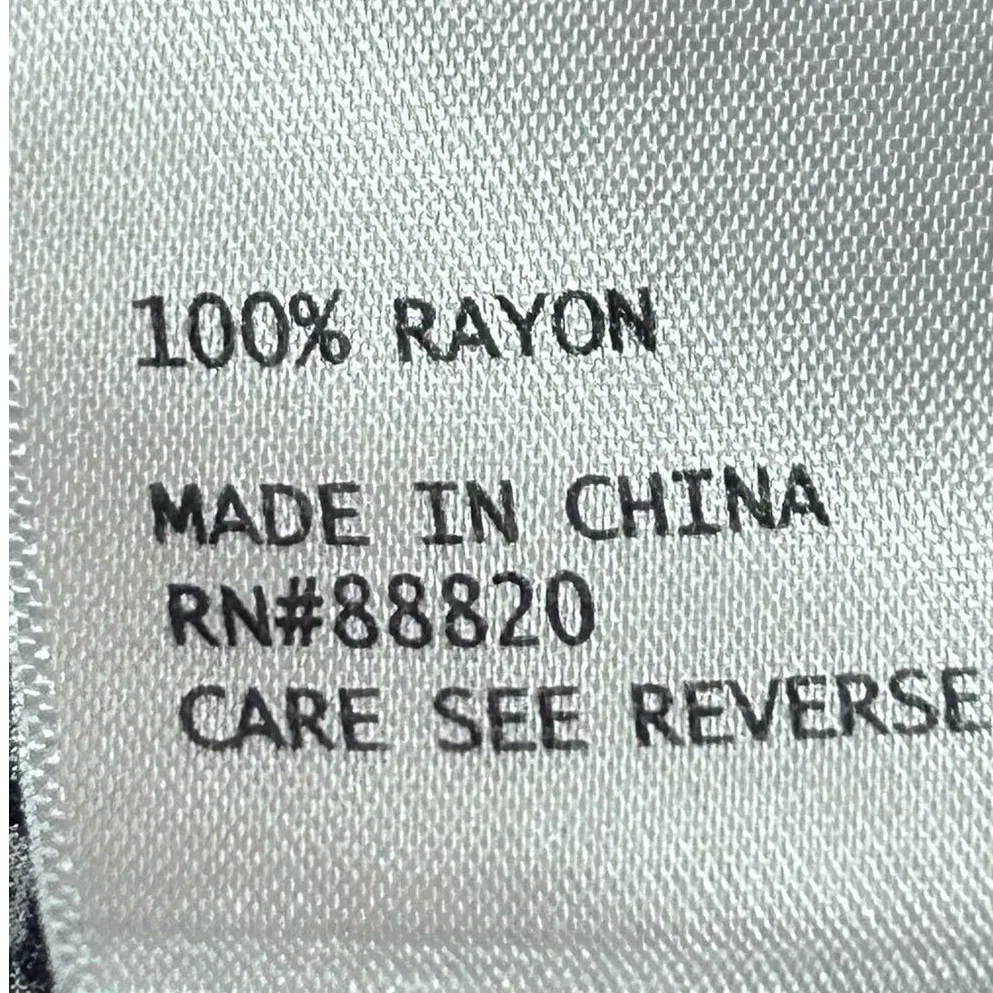 100% RAYON
MADE IN CHINA
RN#88820
CARE SEE REVERSE